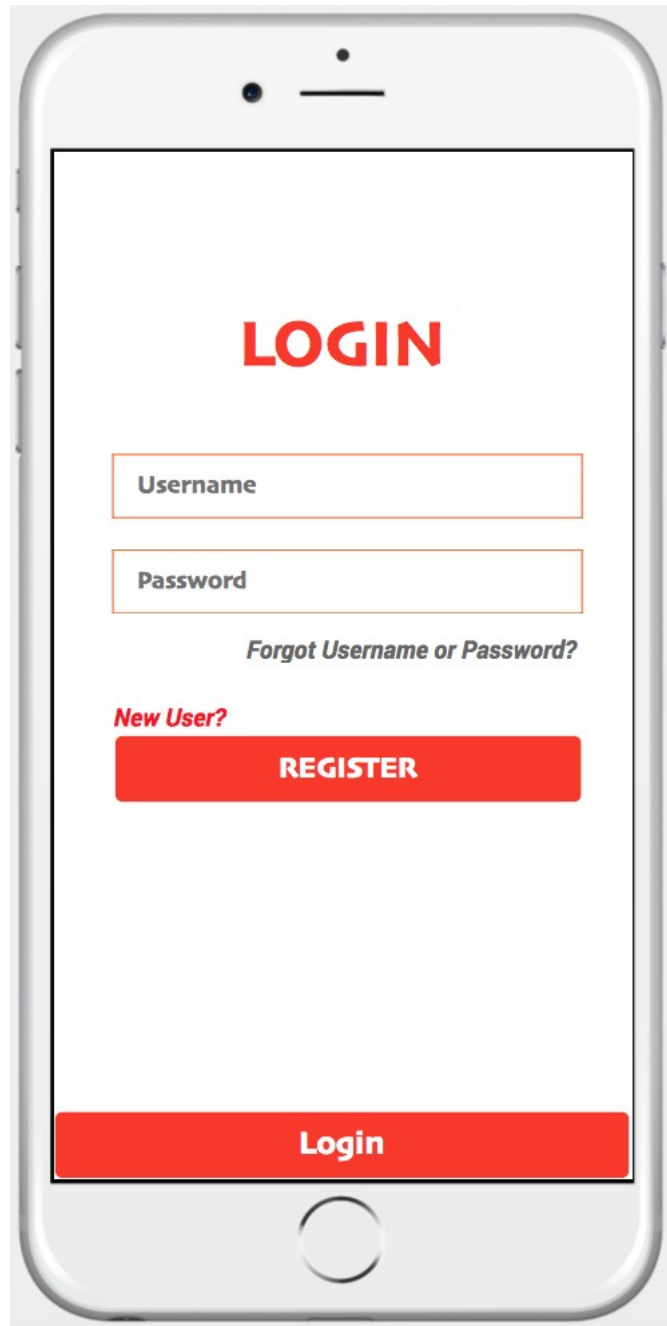 LOGIN
Username
Password
Forgot Username or Password?
New User?
REGISTER
Login